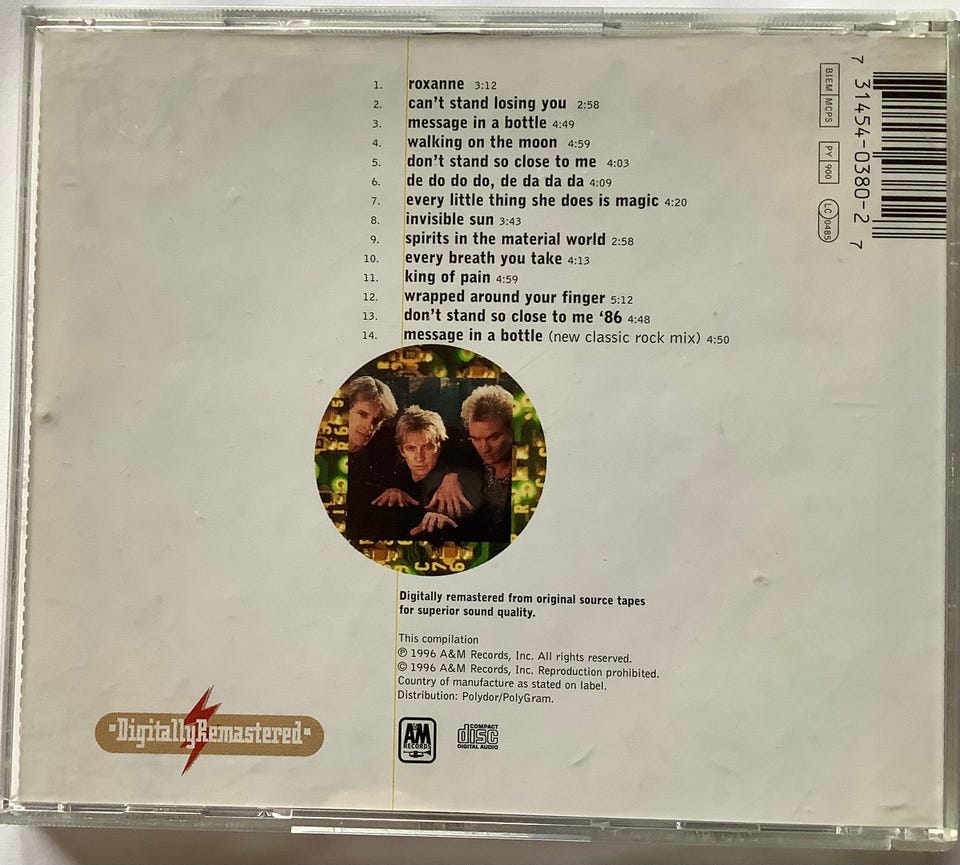 1. roxanne 3:12
2. can't stand losing you 2:58
3. message in a bottle 4:49
4. walking on the moon 4:59
5. don't stand so close to me 4:03
6. de do do do, de da da da 4:09
7. every little thing she does is magic 4:20
8. invisible sun 3:43
9. spirits in the material world 2:58
10. every breath you take 4:13
11. king of pain 4:59
12. wrapped around your finger 5:12
13. don't stand so close to me '86 4:48
14. message in a bottle (new classic rock mix) 4:50
BIEM MCPS
PY 900
LC 0485
7 31454-0380-2 7
Digitally remastered from original source tapes
for superior sound quality.
This compilation
℗ 1996 A&M Records, Inc. All rights reserved.
© 1996 A&M Records, Inc. Reproduction prohibited.
Country of manufacture as stated on label.
Distribution: Polydor/PolyGram.
DigitallyRemastered
A&M
RECORDS
COMPACT
disc
DIGITAL AUDIO